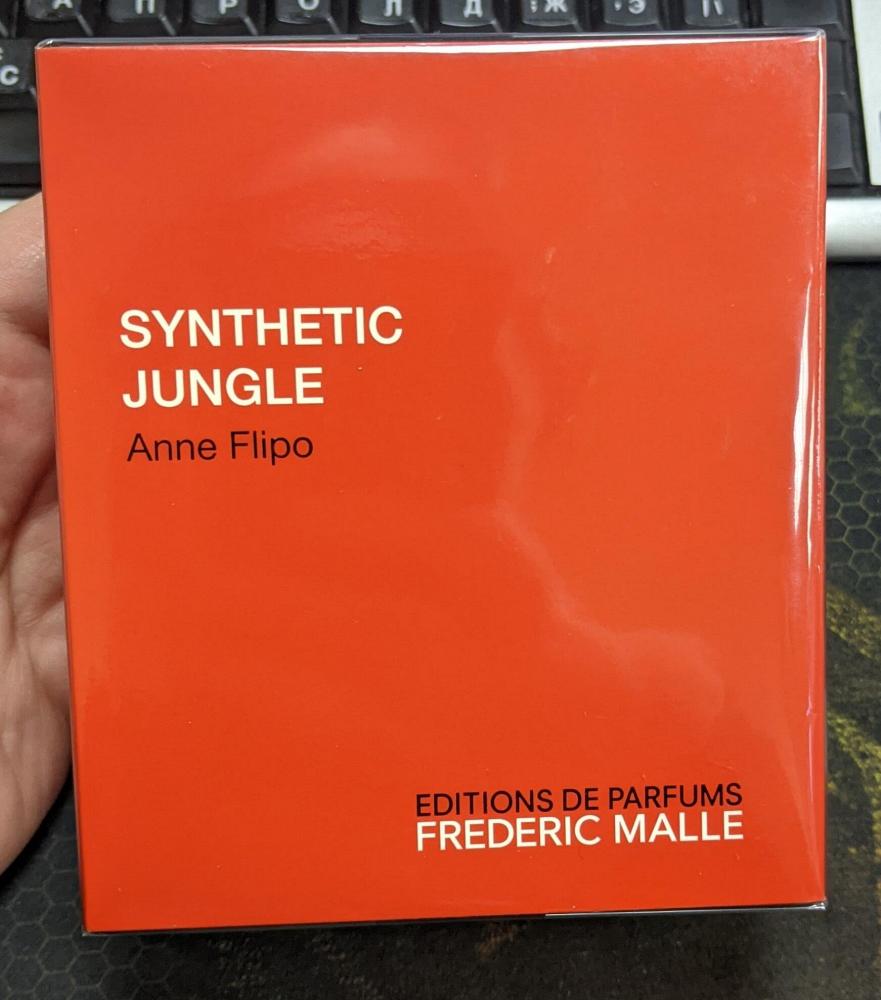 А П Р О Л Д Ж Э
С
SYNTHETIC
JUNGLE
Anne Flipo
EDITIONS DE PARFUMS
FREDERIC MALLE